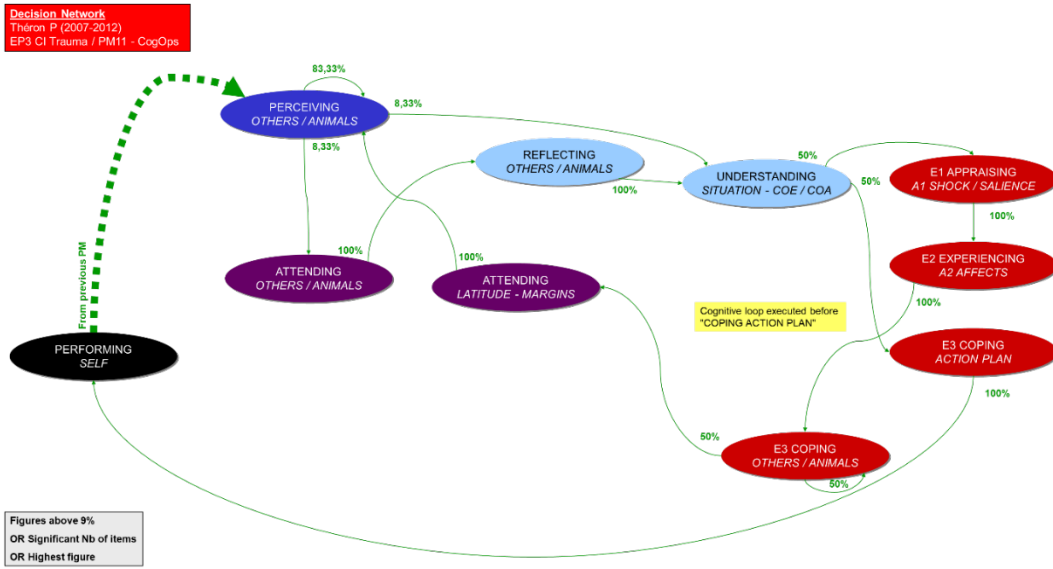 Decision Network
Théron P (2007-2012)
EP3 CI Trauma / PM11 - CogOps
83,33%
PERCEIVING
OTHERS / ANIMALS
8,33%
8,33%
REFLECTING
OTHERS / ANIMALS
100%
UNDERSTANDING
SITUATION - COE / COA
50%
50%
E1 APPRAISING
A1 SHOCK / SALIENCE
100%
E2 EXPERIENCING
A2 AFFECTS
100%
ATTENDING
OTHERS / ANIMALS
100%
ATTENDING
LATITUDE - MARGINS
100%
From previous PM
Cognitive loop executed before
"COPING ACTION PLAN"
PERFORMING
SELF
E3 COPING
ACTION PLAN
100%
50%
E3 COPING
OTHERS / ANIMALS
50%
Figures above 9%
OR Significant Nb of items
OR Highest figure